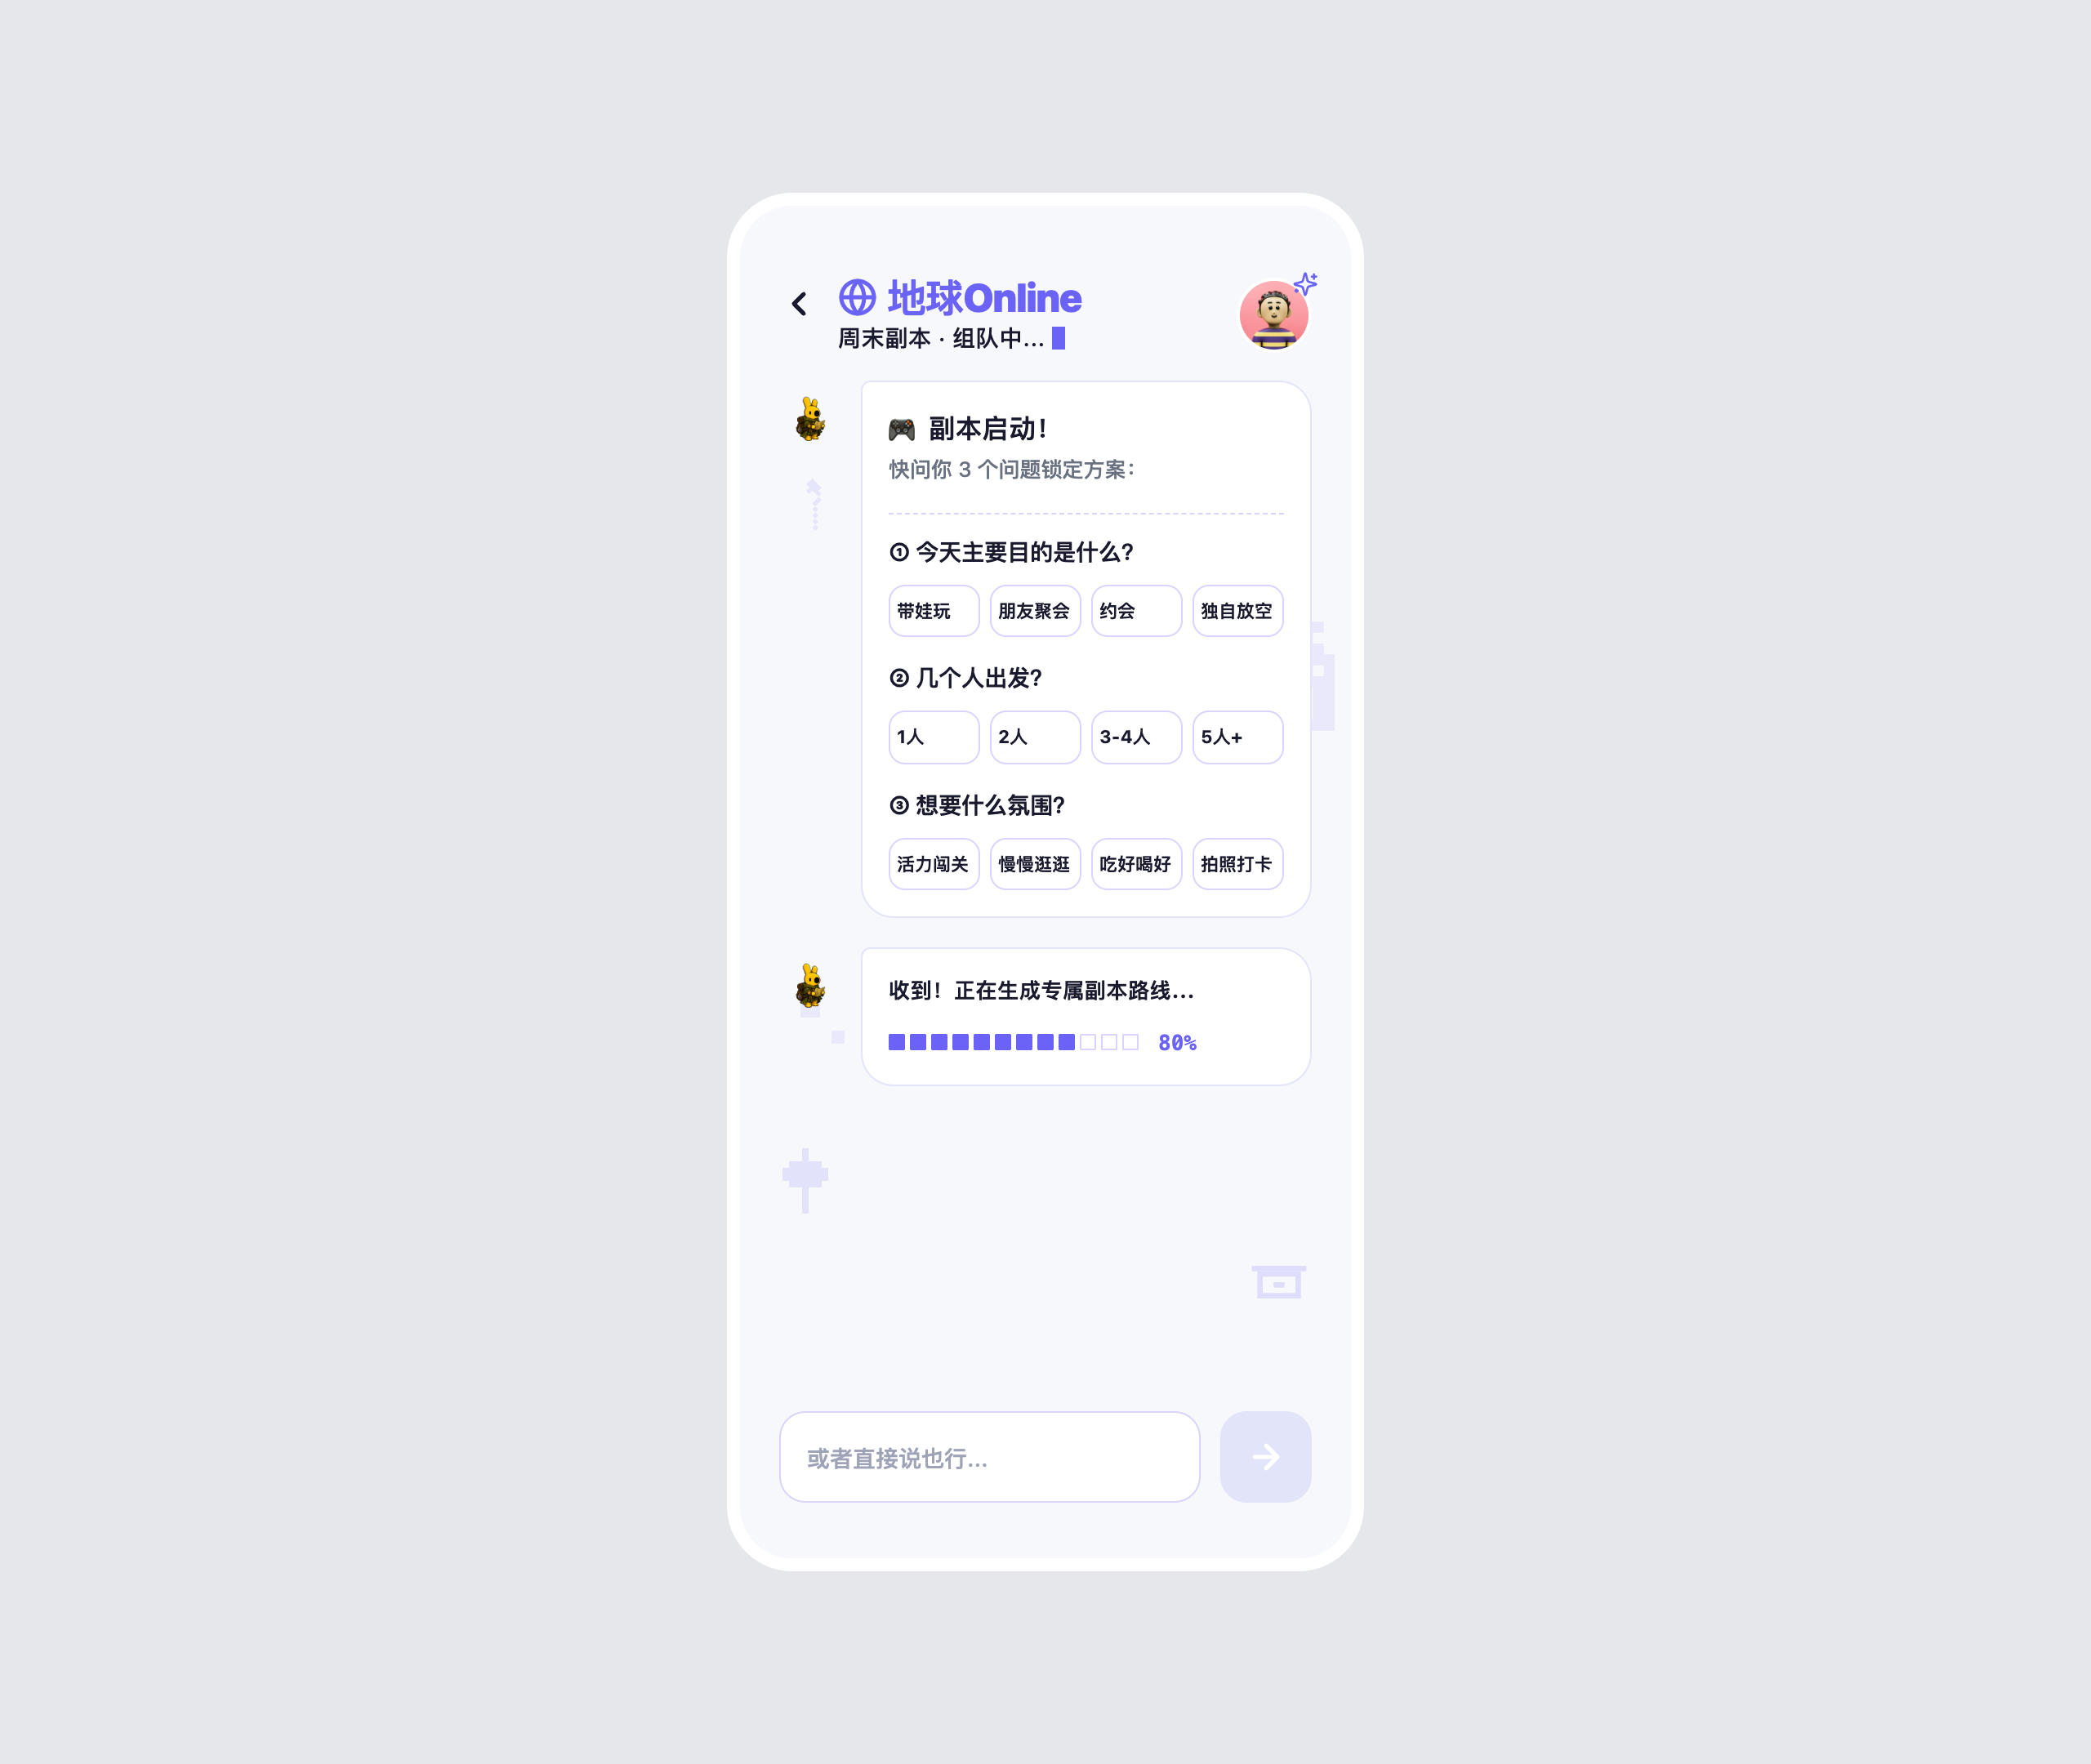 地球Online
周末副本 · 组队中...
🎮 副本启动！
快问你 3 个问题锁定方案：
① 今天主要目的是什么？
带娃玩 朋友聚会 约会 独自放空
② 几个人出发？
1人 2人 3-4人 5人+
③ 想要什么氛围？
活力闯关 慢慢逛逛 吃好喝好 拍照打卡
收到！正在生成专属副本路线...
80%
或者直接说也行...